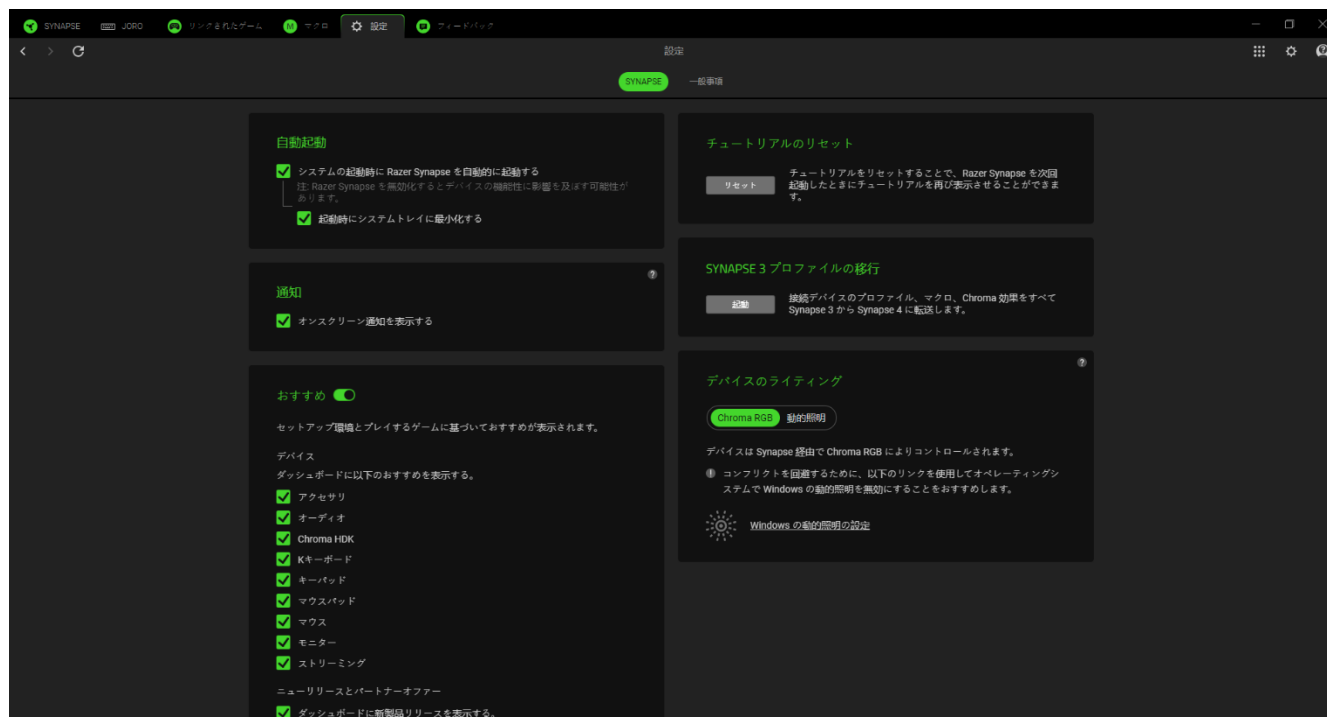 SYNAPSE JORO リンクされたゲーム マクロ 設定 フィードバック
設定
SYNAPSE 一般事項
自動起動
システムの起動時に Razer Synapse を自動的に起動する
注: Razer Synapse を無効化するとデバイスの機能性に影響を及ぼす可能性が
あります。
起動時にシステムトレイに最小化する
通知
オンスクリーン通知を表示する
おすすめ
セットアップ環境とプレイするゲームに基づいておすすめが表示されます。
デバイス
ダッシュボードに以下のおすすめを表示する。
アクセサリ
オーディオ
Chroma HDK
Kキーボード
キーパッド
マウスパッド
マウス
モニター
ストリーミング
ニューリリースとパートナーオファー
ダッシュボードに新製品リリースを表示する。
チュートリアルのリセット
リセット
チュートリアルをリセットすることで、Razer Synapse を次回
起動したときにチュートリアルを再び表示させることができま
す。
SYNAPSE 3 プロファイルの移行
起動
接続デバイスのプロファイル、マクロ、Chroma 効果をすべて
Synapse 3 から Synapse 4 に転送します。
デバイスのライティング
Chroma RGB 動的照明
デバイスは Synapse 経由で Chroma RGB によりコントロールされます。
コンフリクトを回避するために、以下のリンクを使用してオペレーティングシ
ステムで Windows の動的照明を無効にすることをおすすめします。
Windows の動的照明の設定